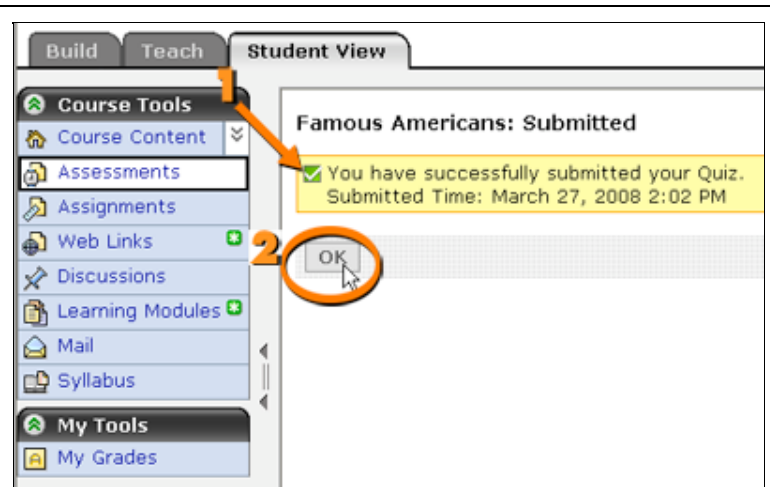 Build Teach Student View
1
Course Tools
Course Content
Assessments
Assignments
Web Links
Discussions
Learning Modules
Mail
Syllabus
My Tools
My Grades
Famous Americans: Submitted
You have successfully submitted your Quiz.
Submitted Time: March 27, 2008 2:02 PM
2
OK